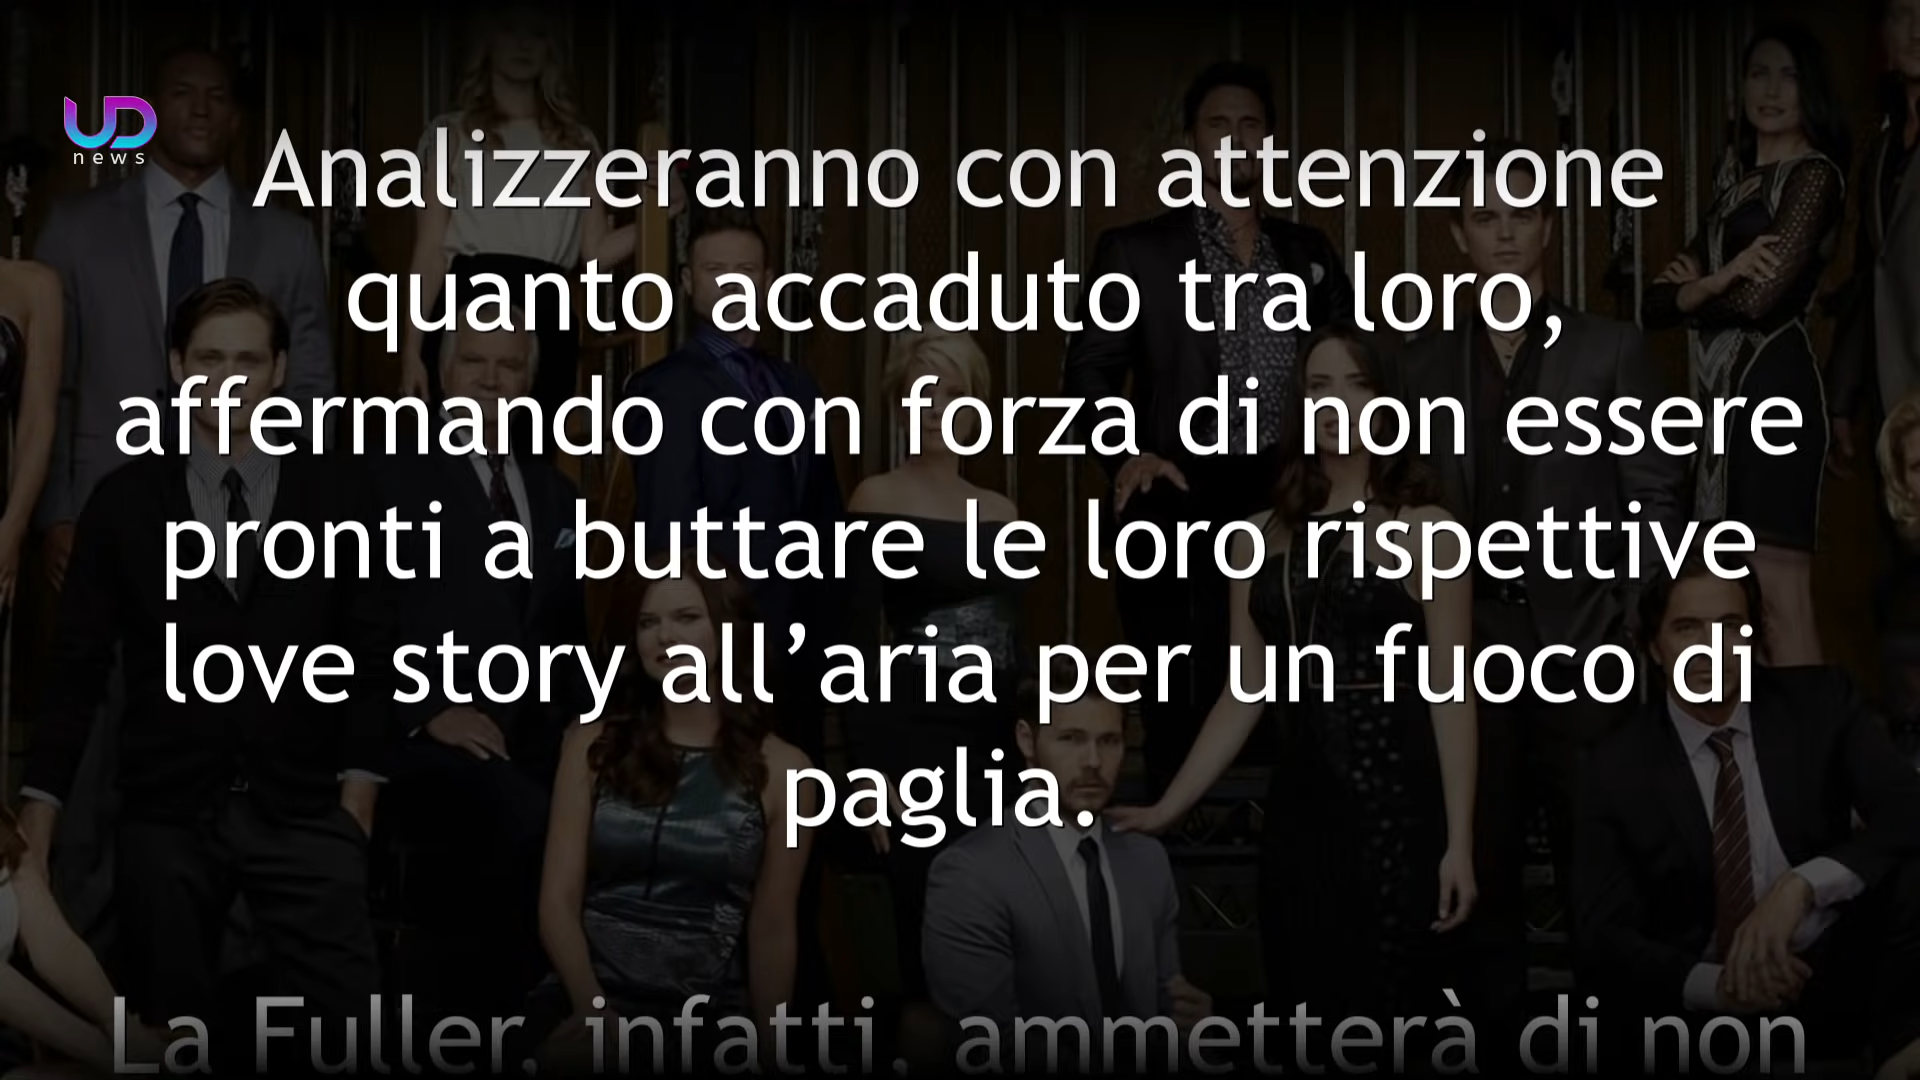 UD
news
Analizzeranno con attenzione
quanto accaduto tra loro,
affermando con forza di non essere
pronti a buttare le loro rispettive
love story all’aria per un fuoco di
paglia.
La Fuller, infatti, ammetterà di non